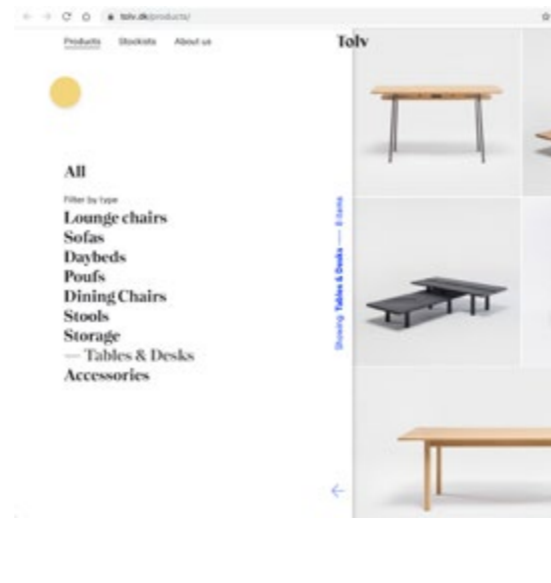 tolv.dk/products/
Products Stockists About us
Tolv
All
Filter by type
Lounge chairs
Sofas
Daybeds
Poufs
Dining Chairs
Stools
Storage
— Tables & Desks
Accessories
Showing Tables & Desks — 8 items